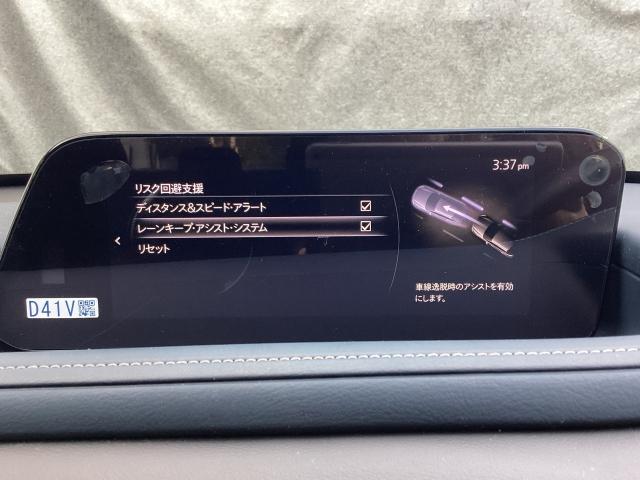 3:37 pm
リスク回避支援
ディスタンス&スピード・アラート
レーンキープ・アシスト・システム
リセット
車線逸脱時のアシストを有効
にします。
D41V